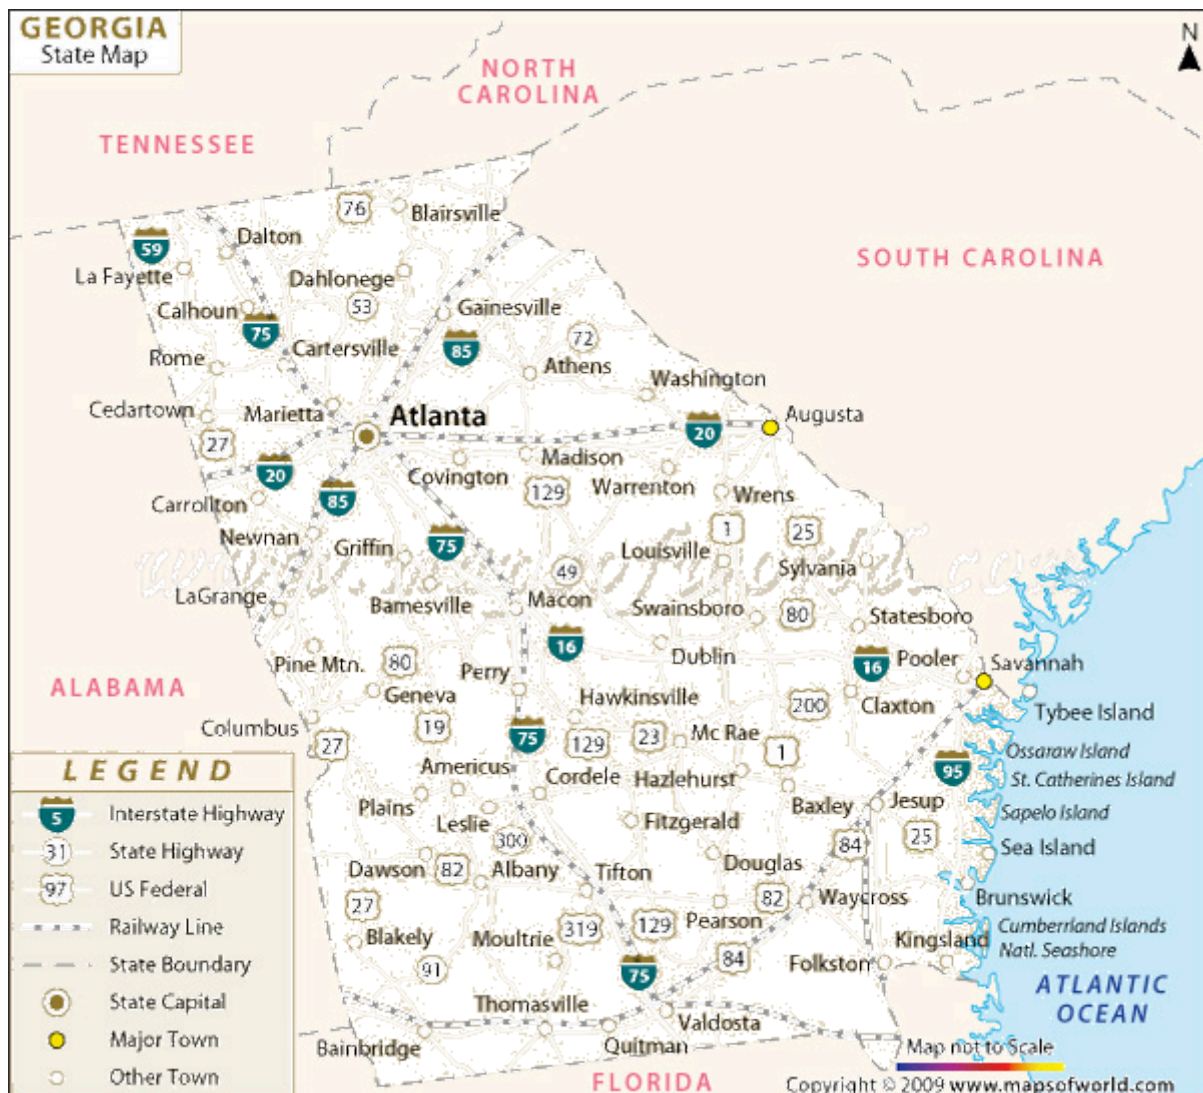 GEORGIA
State Map
N
NORTH
CAROLINA
TENNESSEE
76
Blairsville
59
Dalton
SOUTH CAROLINA
La Fayette
Dahlonege
Calhoun
53
Gainesville
75
72
Cartersville
85
Rome
Athens
Washington
Cedartown
Marietta
Atlanta
Augusta
27
20
Madison
20
Covington
Warrenton
85
129
Wrens
Carrollton
Newnan
1
25
Griffin
75
Louisville
Sylvania
49
LaGrange
Barnesville
Macon
Swainsboro
80
Statesboro
16
Pine Mtn.
80
Perry
Dublin
16
Pooler
Savannah
ALABAMA
Geneva
Hawkinsville
200
Claxton
Tybee Island
Columbus
19
27
75
129
23
Mc Rae
1
Ossaraw Island
Americus
Cordele
Hazlehurst
95
St. Catherines Island
Plains
Baxley
Jesup
Sapelo Island
Leslie
Fitzgerald
300
84
25
Sea Island
Dawson
82
Albany
Tifton
Douglas
27
82
Waycross
Brunswick
319
129
Pearson
Cumberland Islands
Natl. Seashore
Blakely
Moultrie
Kingsland
91
75
84
Folkston
ATLANTIC
OCEAN
Thomasville
Valdosta
Bainbridge
Quitman
FLORIDA
LEGEND
5
Interstate Highway
31
State Highway
97
US Federal
Railway Line
State Boundary
State Capital
Major Town
Other Town
Map not to Scale
Copyright © 2009 www.mapsofworld.com